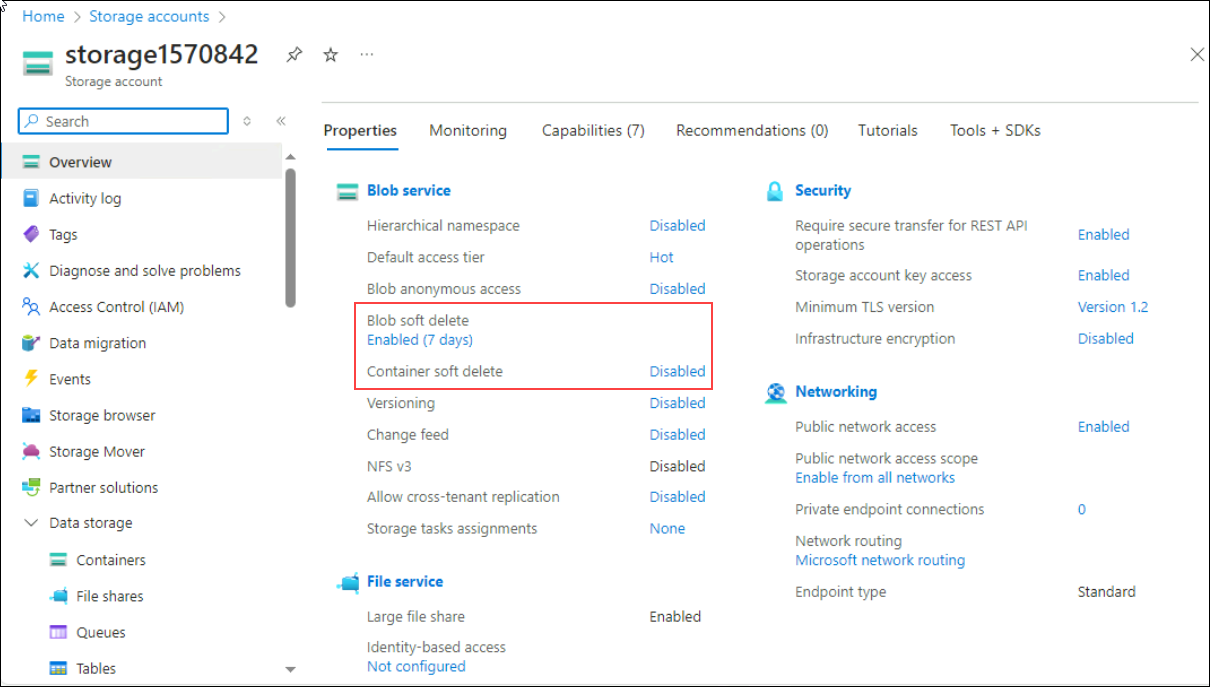 Home > Storage accounts >
storage1570842
Storage account
Search
Overview
Activity log
Tags
Diagnose and solve problems
Access Control (IAM)
Data migration
Events
Storage browser
Storage Mover
Partner solutions
Data storage
Containers
File shares
Queues
Tables
Properties Monitoring Capabilities (7) Recommendations (0) Tutorials Tools + SDKs
Blob service
Hierarchical namespace Disabled
Default access tier Hot
Blob anonymous access Disabled
Blob soft delete
Enabled (7 days)
Container soft delete Disabled
Versioning Disabled
Change feed Disabled
NFS v3 Disabled
Allow cross-tenant replication Disabled
Storage tasks assignments None
File service
Large file share Enabled
Identity-based access
Not configured
Security
Require secure transfer for REST API
operations Enabled
Storage account key access Enabled
Minimum TLS version Version 1.2
Infrastructure encryption Disabled
Networking
Public network access Enabled
Public network access scope
Enable from all networks
Private endpoint connections 0
Network routing
Microsoft network routing
Endpoint type Standard